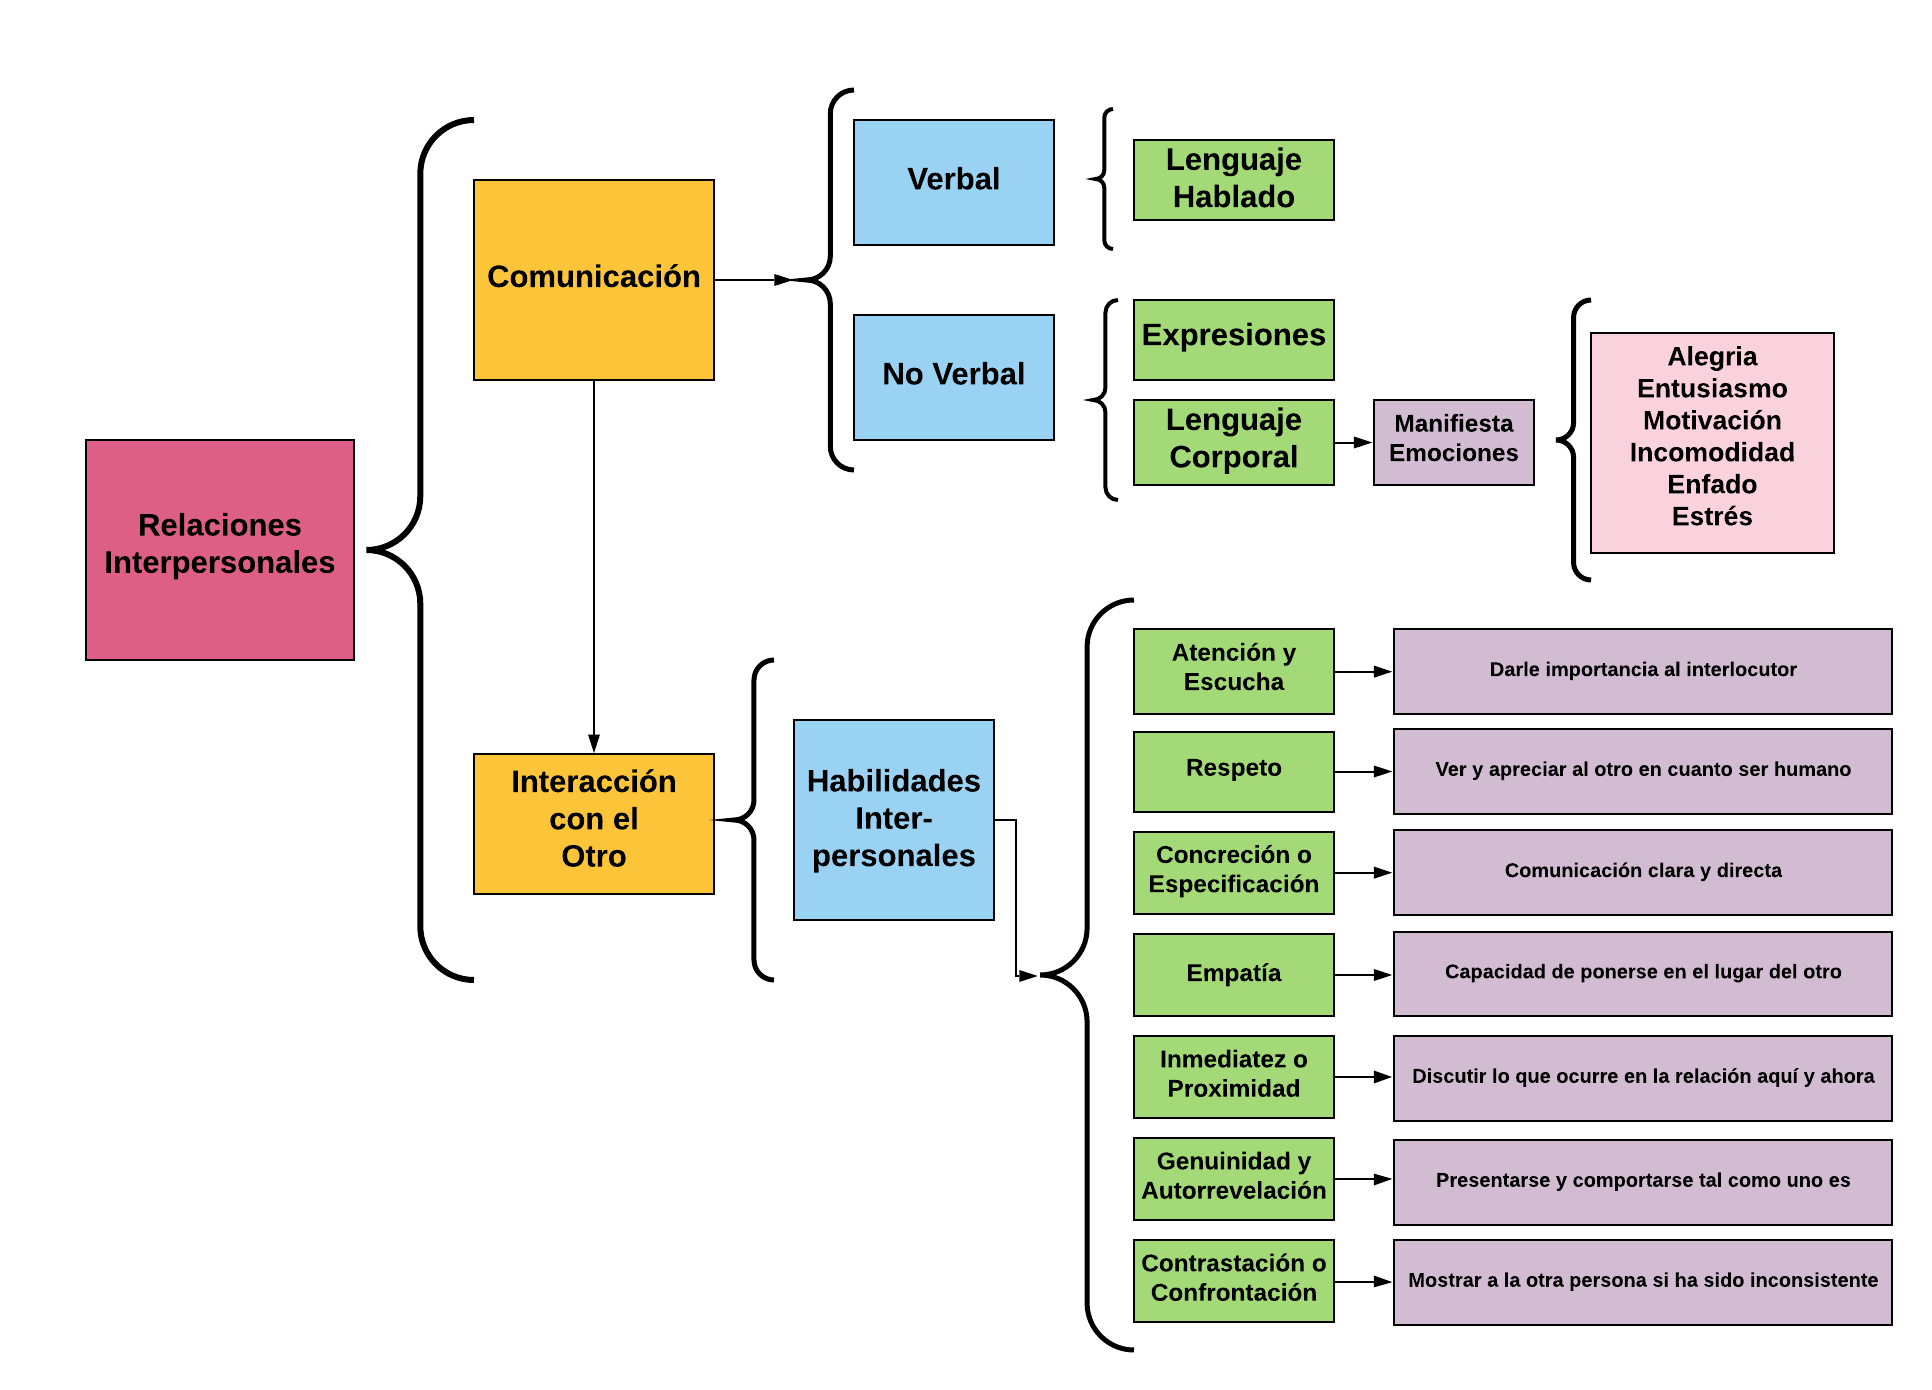 Relaciones
Interpersonales
Comunicación
Verbal
Lenguaje
Hablado
No Verbal
Expresiones
Lenguaje
Corporal
Manifiesta
Emociones
Alegria
Entusiasmo
Motivación
Incomodidad
Enfado
Estrés
Interacción
con el
Otro
Habilidades
Inter-
personales
Atención y
Escucha
Darle importancia al interlocutor
Respeto
Ver y apreciar al otro en cuanto ser humano
Concreción o
Especificación
Comunicación clara y directa
Empatía
Capacidad de ponerse en el lugar del otro
Inmediatez o
Proximidad
Discutir lo que ocurre en la relación aquí y ahora
Genuinidad y
Autorrevelación
Presentarse y comportarse tal como uno es
Contrastación o
Confrontación
Mostrar a la otra persona si ha sido inconsistente